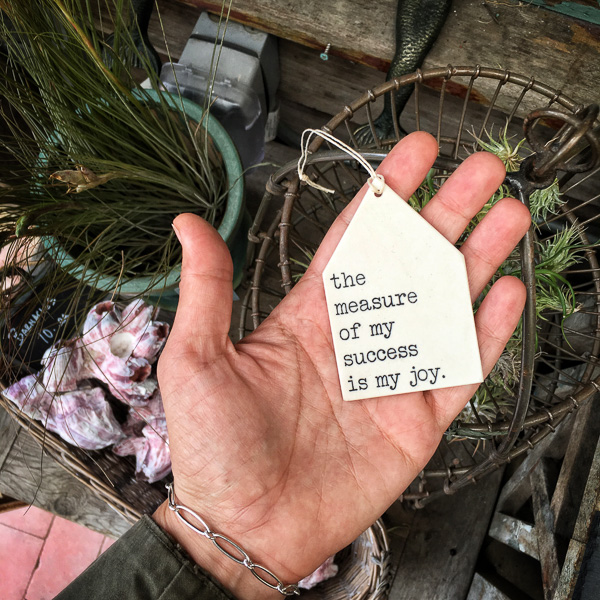 the
measure
of my
success
is my joy.